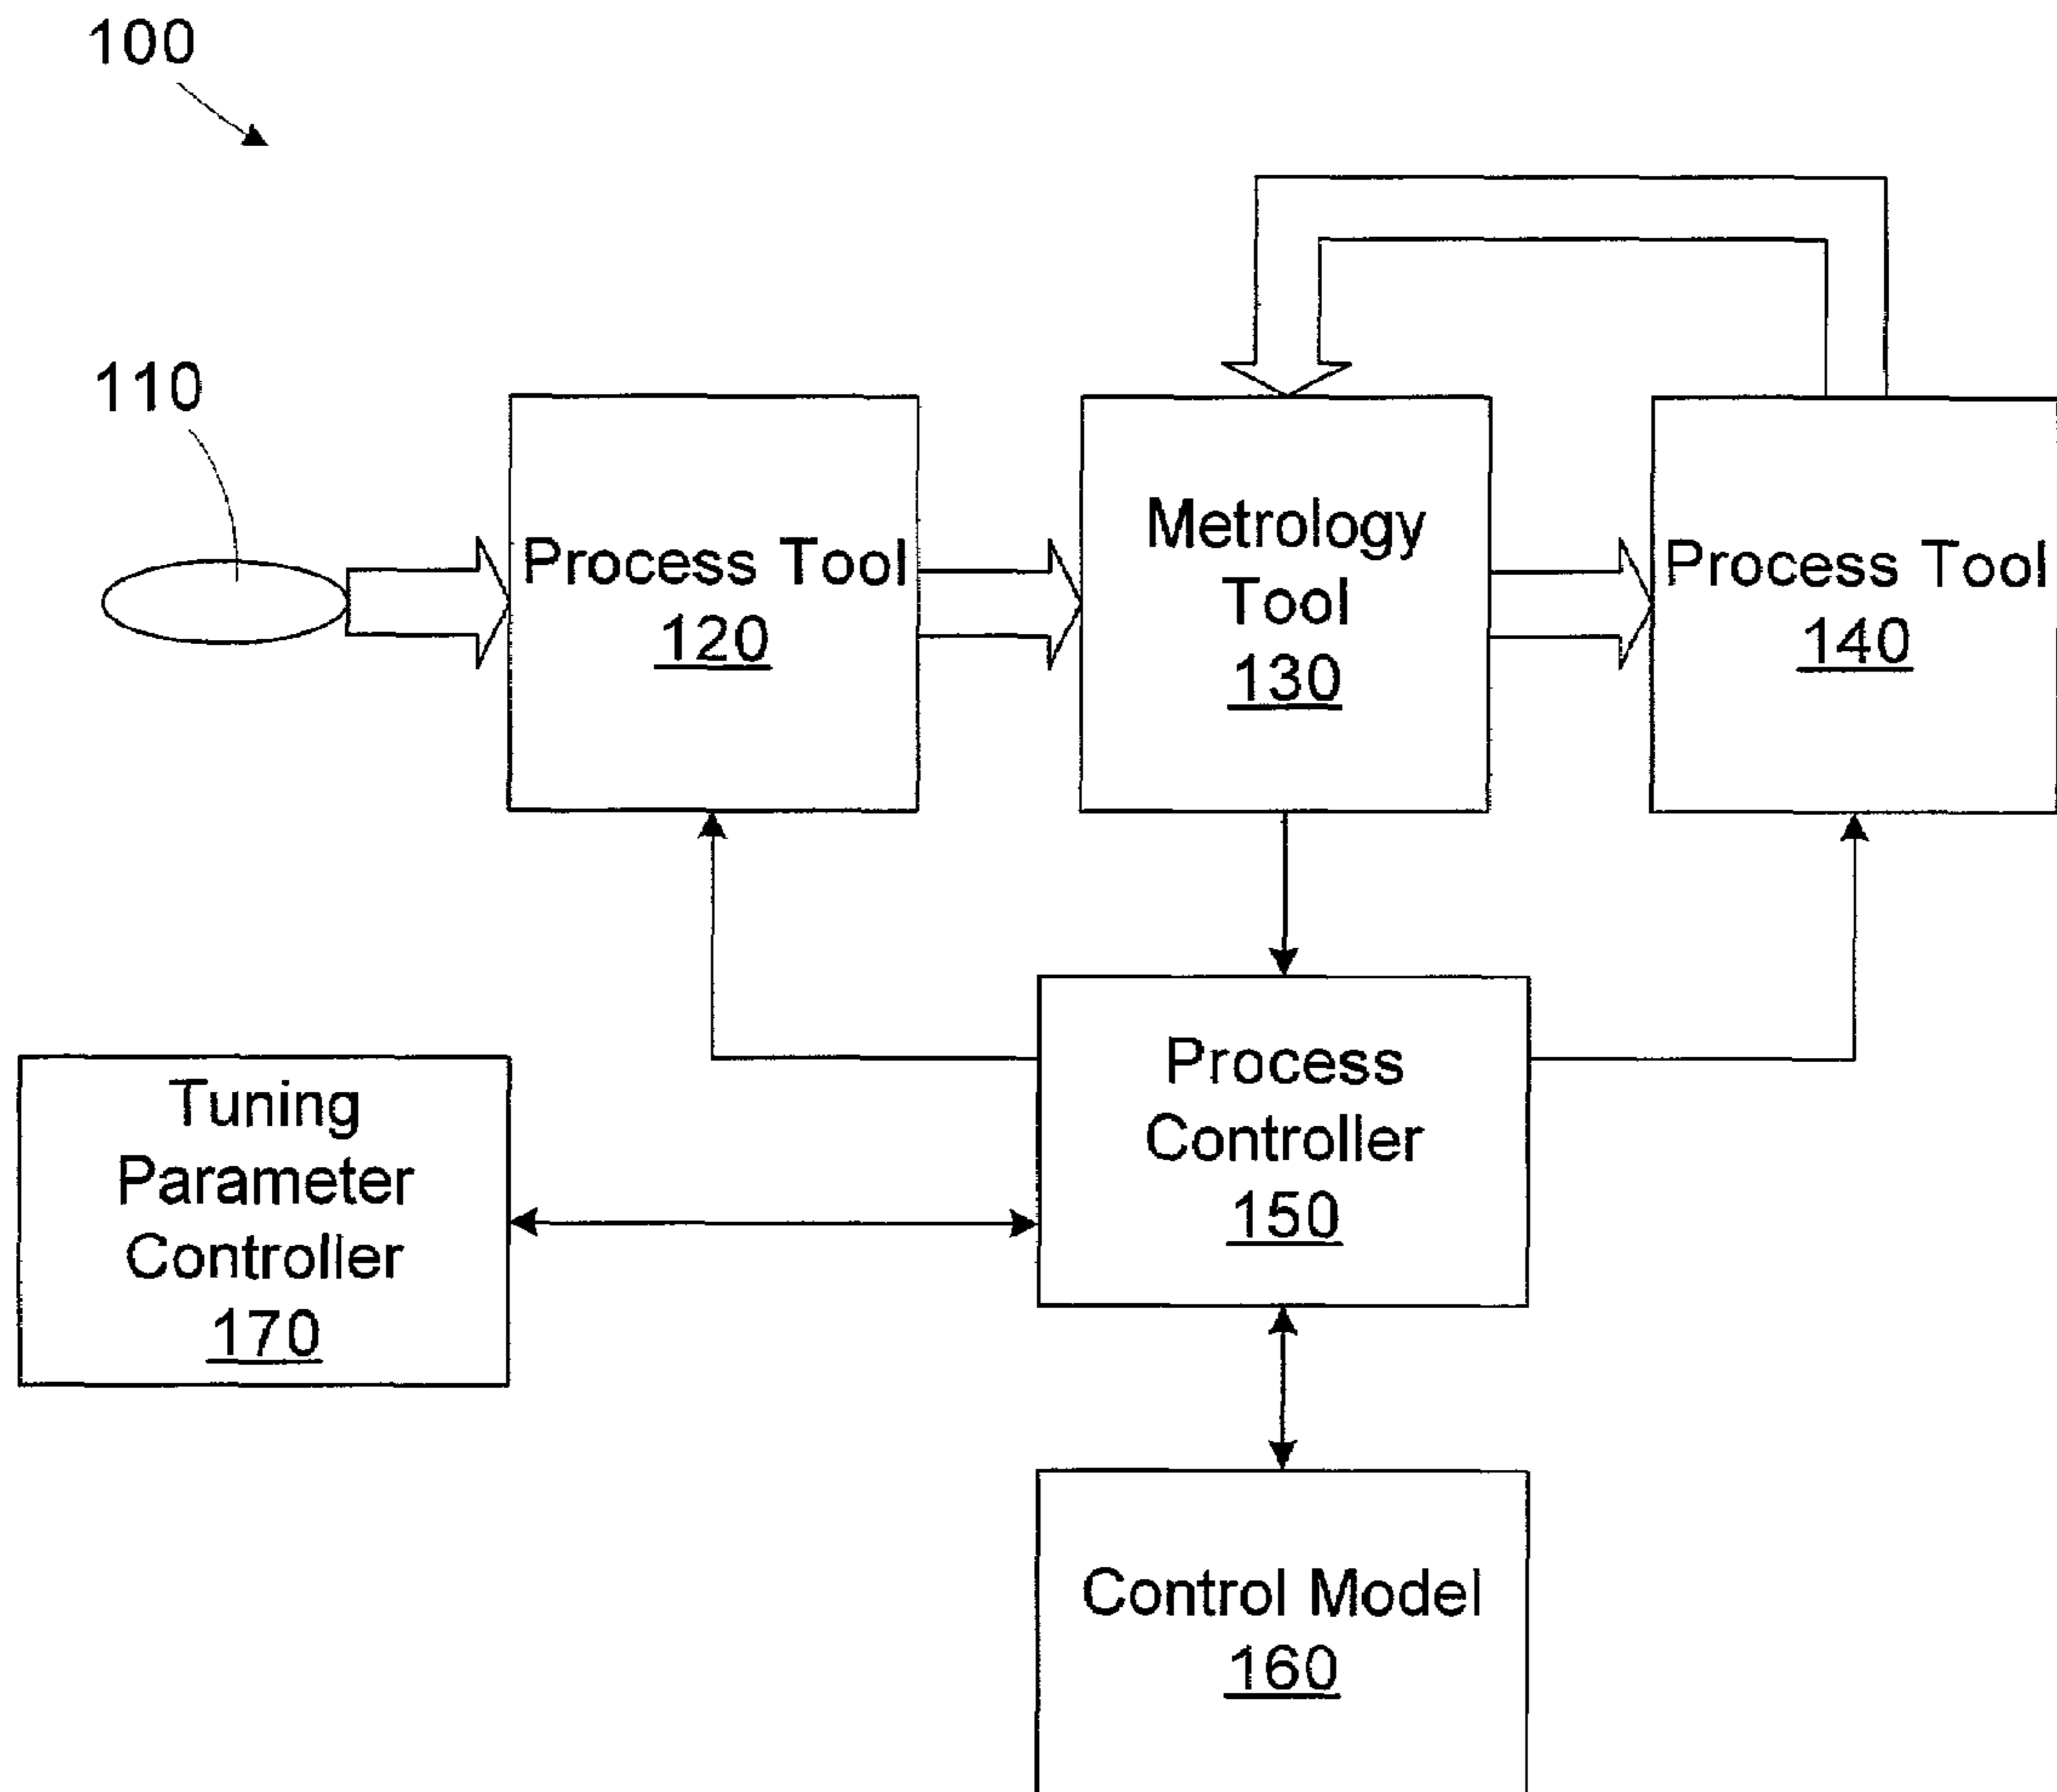 100
110
Process Tool
120
Metrology
Tool
130
Process Tool
140
Process
Controller
150
Tuning
Parameter
Controller
170
Control Model
160